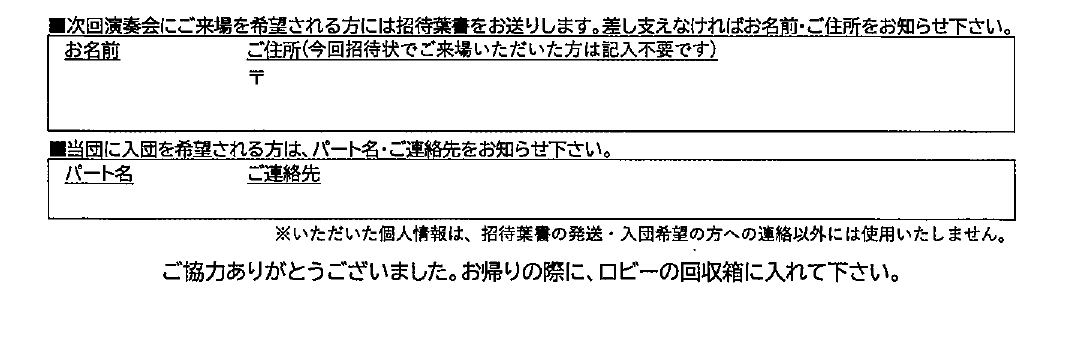 ■次回演奏会にご来場を希望される方には招待葉書をお送りします。差し支えなければお名前・ご住所をお知らせ下さい。
お名前 ご住所(今回招待状でご来場いただいた方は記入不要です)
〒
■当団に入団を希望される方は、パート名・ご連絡先をお知らせ下さい。
パート名 ご連絡先
※いただいた個人情報は、招待葉書の発送・入団希望の方への連絡以外には使用いたしません。
ご協力ありがとうございました。お帰りの際に、ロビーの回収箱に入れて下さい。